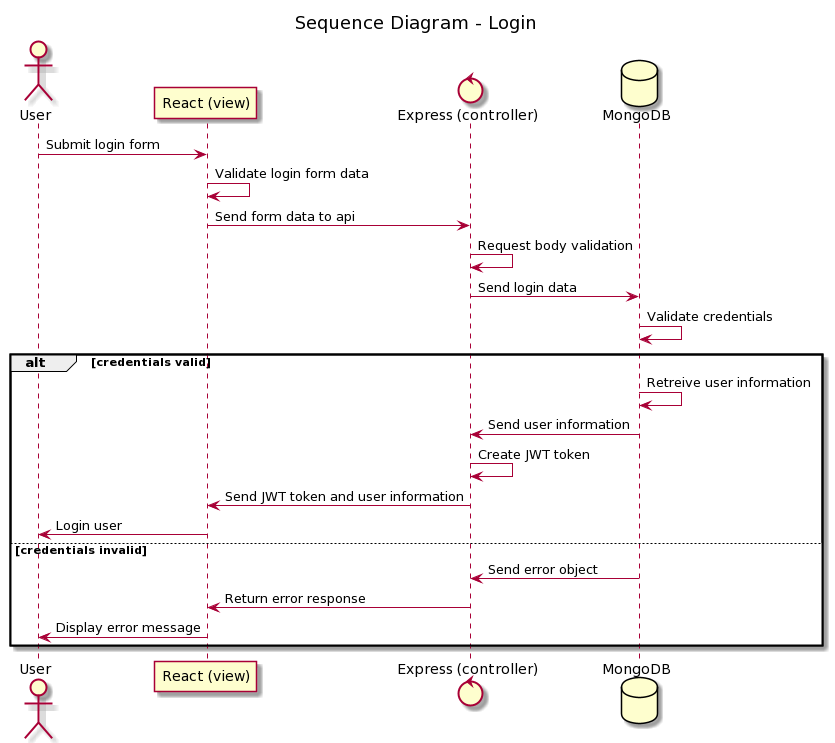 Sequence Diagram - Login
User
React (view)
Express (controller)
MongoDB
Submit login form
Validate login form data
Send form data to api
Request body validation
Send login data
Validate credentials
alt
[credentials valid]
Retreive user information
Send user information
Create JWT token
Send JWT token and user information
Login user
[credentials invalid]
Send error object
Return error response
Display error message
User
React (view)
Express (controller)
MongoDB